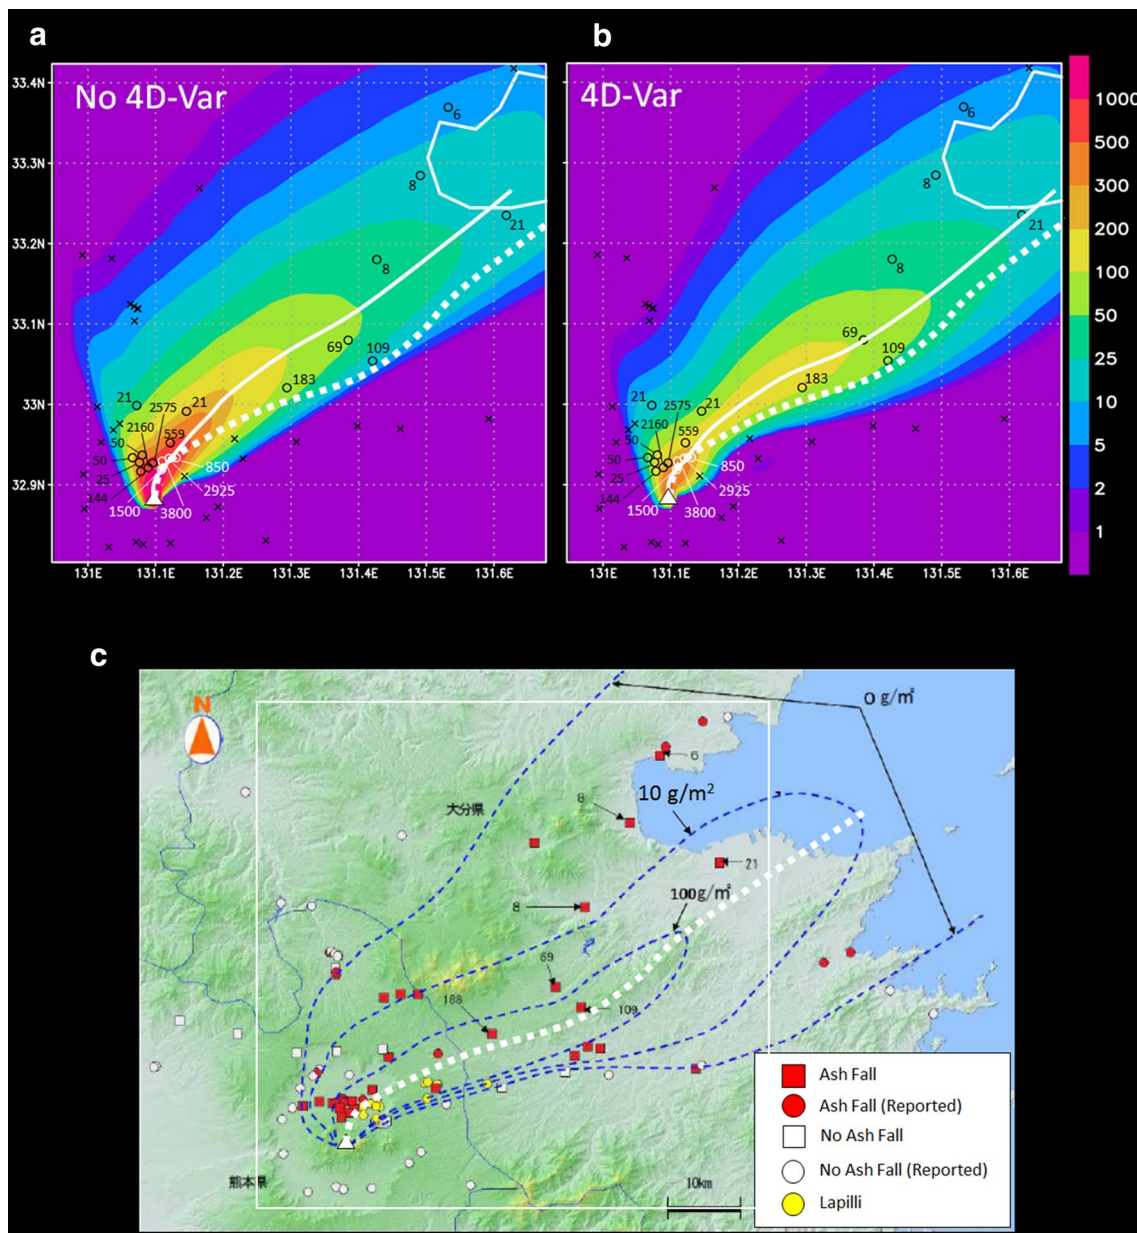 a
No 4D-Var
33.4N
33.3N
33.2N
33.1N
33N
32.9N
6
8
21
8
69
109
183
21
21
2575
2160
559
50
50
25
144
850
2925
1500
3800
131E
131.1E
131.2E
131.3E
131.4E
131.5E
131.6E
b
4D-Var
6
8
21
8
69
109
183
21
21
2575
2160
559
50
50
25
144
850
2925
1500
3800
131E
131.1E
131.2E
131.3E
131.4E
131.5E
131.6E
1000
500
300
200
100
50
25
10
5
2
1
c
N
0 g/㎡
6
10 g/m²
8
大分県
21
100g/㎡
8
69
188
109
熊本県
10km
Ash Fall
Ash Fall (Reported)
No Ash Fall
No Ash Fall (Reported)
Lapilli